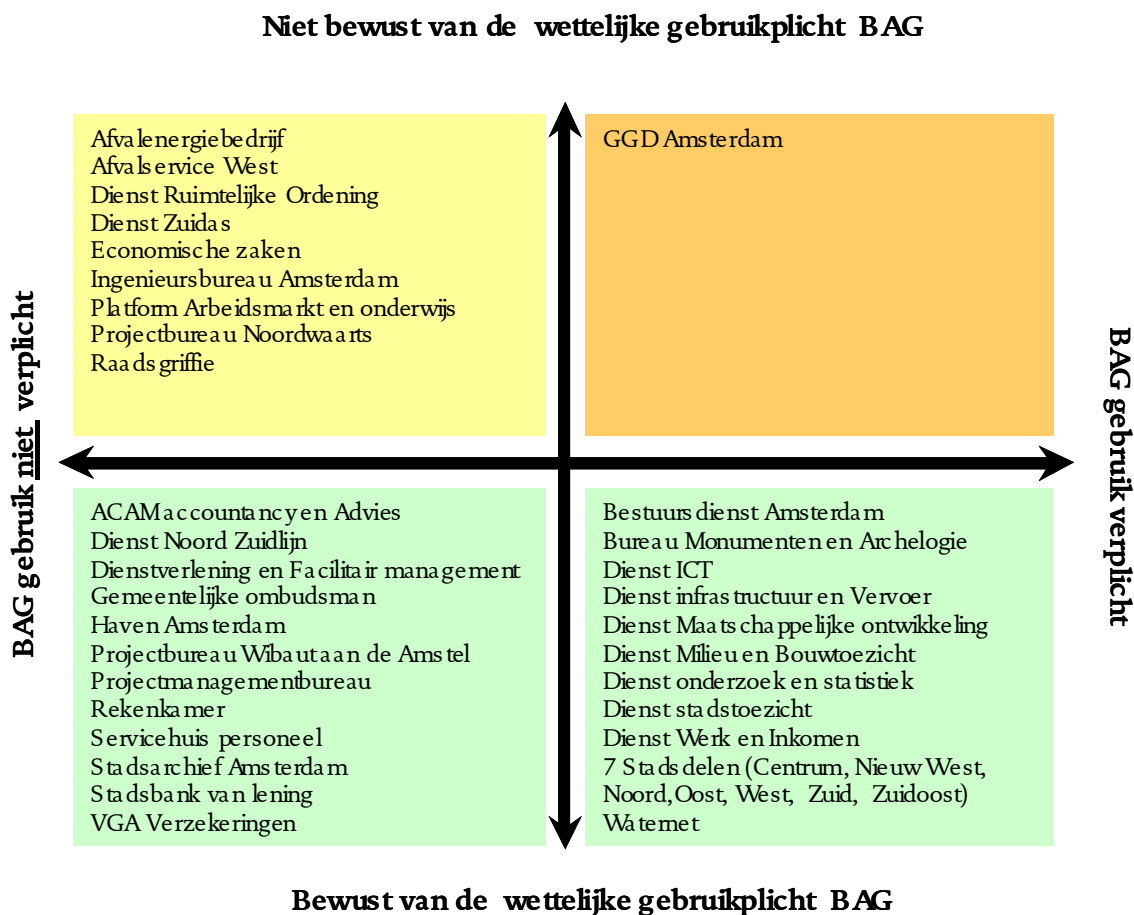 Niet bewust van de wettelijke gebruikplicht BAG
Afvalenergiebedrijf
Afvalservice West
Dienst Ruimtelijke Ordening
Dienst Zuidas
Economische zaken
Ingenieursbureau Amsterdam
Platform Arbeidsmarkt en onderwijs
Projectbureau Noordwaarts
Raadsgriffie
GGD Amsterdam
BAG gebruik niet verplicht
BAG gebruik verplicht
ACAM accountancy en Advies
Dienst Noord Zuidlijn
Dienstverlening en Facilitair management
Gemeentelijke ombudsman
Haven Amsterdam
Projectbureau Wibautaan de Amstel
Projectmanagementbureau
Rekenkamer
Servicehuis personeel
Stadsarchief Amsterdam
Stadsbank van lening
VGA Verzekeringen
Bestuursdienst Amsterdam
Bureau Monumenten en Archelogie
Dienst ICT
Dienst infrastructuur en Vervoer
Dienst Maatschappelijke ontwikkeling
Dienst Milieu en Bouwtoezicht
Dienst onderzoek en statistiek
Dienst stadstoezicht
Dienst Werk en Inkomen
7 Stadsdelen (Centrum, Nieuw West,
Noord,Oost, West, Zuid, Zuidoost)
Waternet
Bewust van de wettelijke gebruikplicht BAG